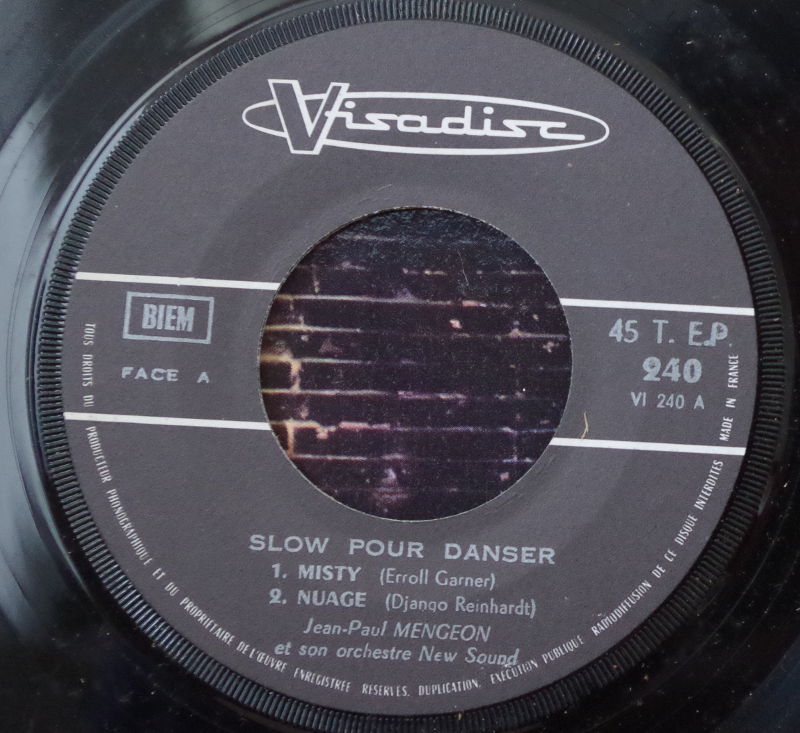 Visadisc
BIEM
FACE A
45 T. E.P.
240
VI 240 A
SLOW POUR DANSER
1. MISTY (Erroll Garner)
2. NUAGE (Django Reinhardt)
Jean-Paul MENGEON
et son orchestre New Sound
TOUS DROITS DU PRODUCTEUR PHONOGRAPHIQUE ET DU PROPRIÉTAIRE DE L'ŒUVRE ENREGISTRÉE RÉSERVÉS. DUPLICATION, EXÉCUTION PUBLIQUE RADIODIFFUSION DE CE DISQUE INTERDITES MADE IN FRANCE